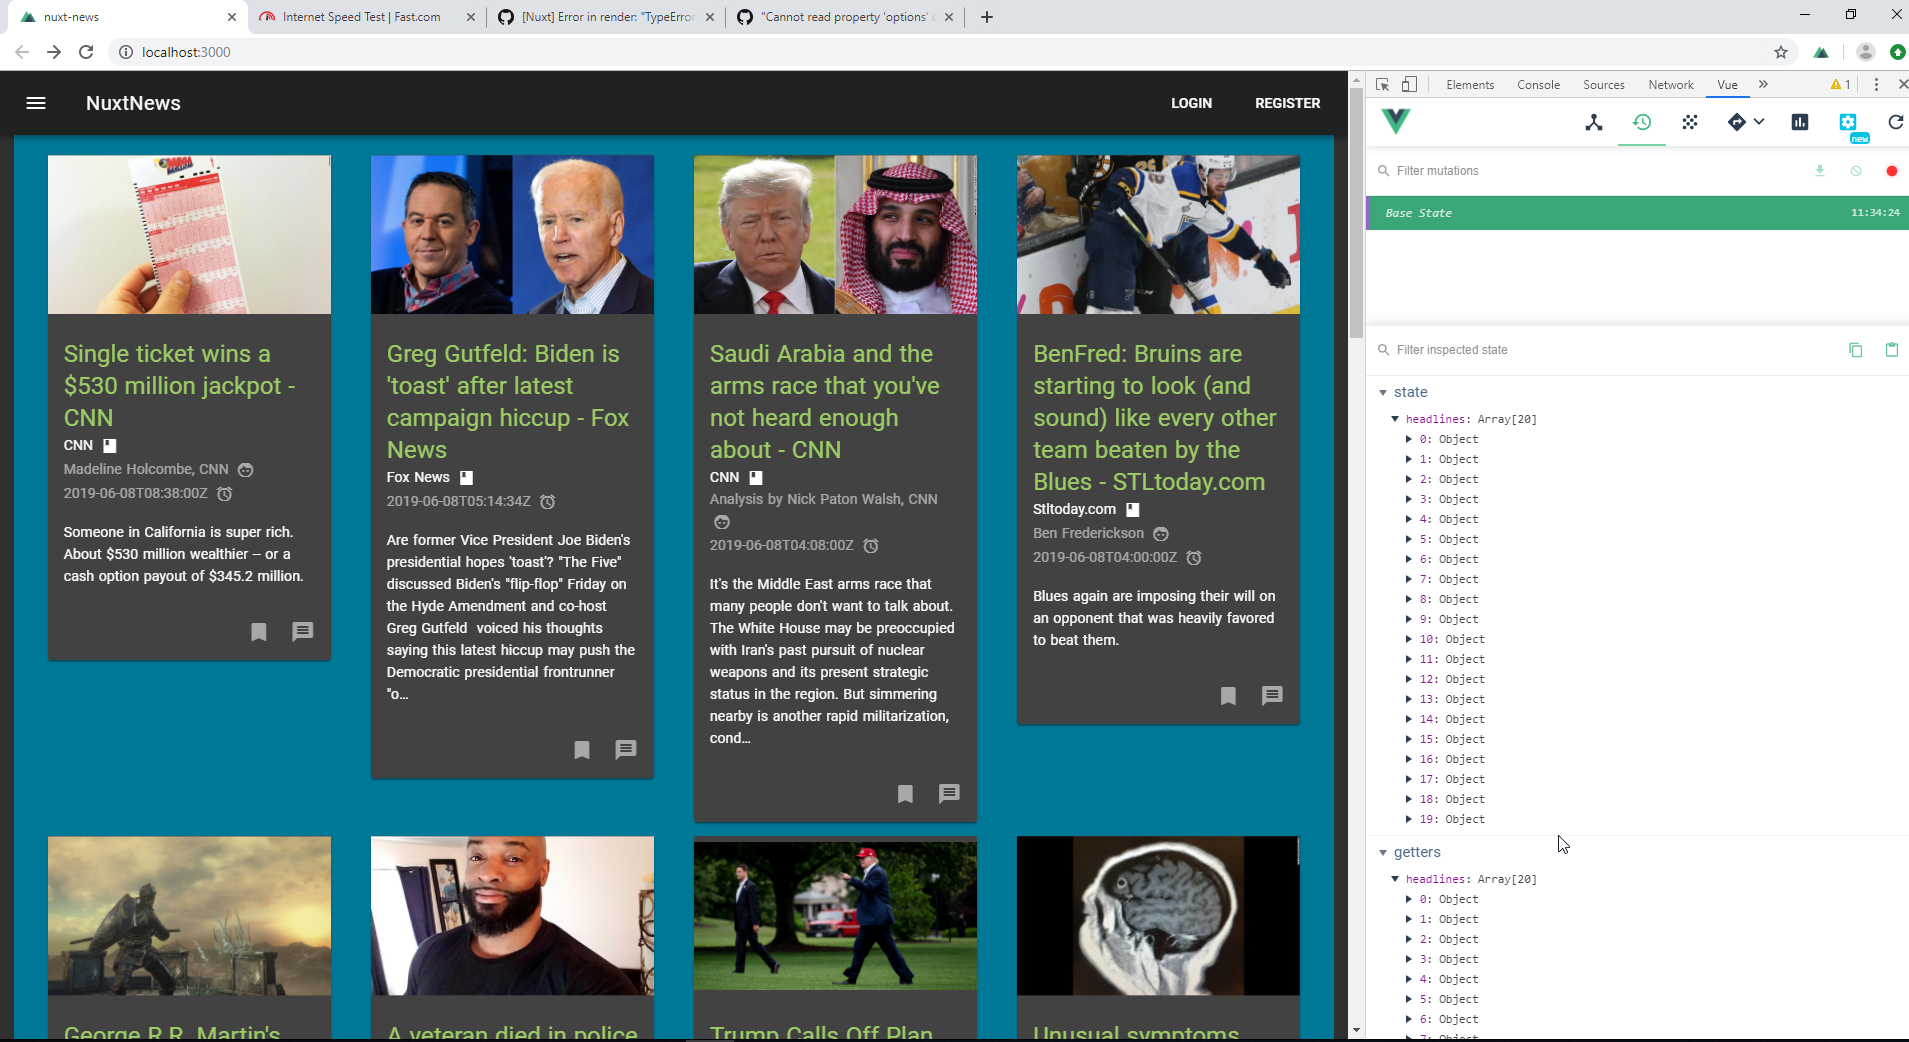 nuxt-news
Internet Speed Test | Fast.com
[Nuxt] Error in render: "TypeError
"Cannot read property 'options'
localhost:3000
NuxtNews
LOGIN
REGISTER
Single ticket wins a
$530 million jackpot -
CNN
CNN
Madeline Holcombe, CNN
2019-06-08T08:38:00Z
Someone in California is super rich.
About $530 million wealthier -- or a
cash option payout of $345.2 million.
Greg Gutfeld: Biden is
'toast' after latest
campaign hiccup - Fox
News
Fox News
2019-06-08T05:14:34Z
Are former Vice President Joe Biden's
presidential hopes 'toast'? "The Five"
discussed Biden's "flip-flop" Friday on
the Hyde Amendment and co-host
Greg Gutfeld  voiced his thoughts
saying this latest hiccup may push the
Democratic presidential frontrunner
"o…
Saudi Arabia and the
arms race that you've
not heard enough
about - CNN
CNN
Analysis by Nick Paton Walsh, CNN
2019-06-08T04:08:00Z
It's the Middle East arms race that
many people don't want to talk about.
The White House may be preoccupied
with Iran's past pursuit of nuclear
weapons and its present strategic
status in the region. But simmering
nearby is another rapid militarization,
cond…
BenFred: Bruins are
starting to look (and
sound) like every other
team beaten by the
Blues - STLtoday.com
Stltoday.com
Ben Frederickson
2019-06-08T04:00:00Z
Blues again are imposing their will on
an opponent that was heavily favored
to beat them.
George R.R. Martin's
A veteran died in police
Trump Calls Off Plan
Unusual symptoms
Elements
Console
Sources
Network
Vue
1
new
Filter mutations
Base State
11:34:24
Filter inspected state
state
headlines: Array[20]
0: Object
1: Object
2: Object
3: Object
4: Object
5: Object
6: Object
7: Object
8: Object
9: Object
10: Object
11: Object
12: Object
13: Object
14: Object
15: Object
16: Object
17: Object
18: Object
19: Object
getters
headlines: Array[20]
0: Object
1: Object
2: Object
3: Object
4: Object
5: Object
6: Object
7: Object